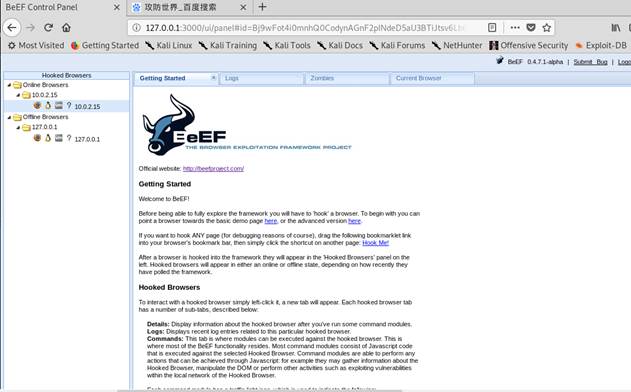 BeEF Control Panel
攻防世界_百度搜索
127.0.0.1:3000/ui/panel#id=
Most Visited Getting Started Kali Linux Kali Training Kali Tools Kali Docs Kali Forums NetHunter Offensive Security Exploit-DB
BeEF 0.4.7.1-alpha | Submit Bug |
Hooked Browsers
Getting Started Logs Zombies Current Browser
Online Browsers
10.0.2.15
? 10.0.2.15
Offline Browsers
127.0.0.1
? 127.0.0.1
BeEF
THE BROWSER EXPLOITATION FRAMEWORK PROJECT
Official website: http://beefproject.com/
Getting Started
Welcome to BeEF!
Before being able to fully explore the framework you will have to 'hook' a browser. To begin with you can
point a browser towards the basic demo page here, or the advanced version here.
If you want to hook ANY page (for debugging reasons of course), drag the following bookmarklet link
into your browser's bookmark bar, then simply click the shortcut on another page: Hook Me!
After a browser is hooked into the framework they will appear in the 'Hooked Browsers' panel on the
left. Hooked browsers will appear in either an online or offline state, depending on how recently they
have polled the framework.
Hooked Browsers
To interact with a hooked browser simply left-click it, a new tab will appear. Each hooked browser tab
has a number of sub-tabs, described below:
Details: Display information about the hooked browser after you've run some command modules.
Logs: Displays recent log entries related to this particular hooked browser.
Commands: This tab is where modules can be executed against the hooked browser. This is
where most of the BeEF functionality resides. Most command modules consist of Javascript code
that is executed against the selected Hooked Browser. Command modules are able to perform any
actions that can be achieved through Javascript: for example they may gather information about the
Hooked Browser, manipulate the DOM or perform other activities such as exploiting vulnerabilities
within the local network of the Hooked Browser.